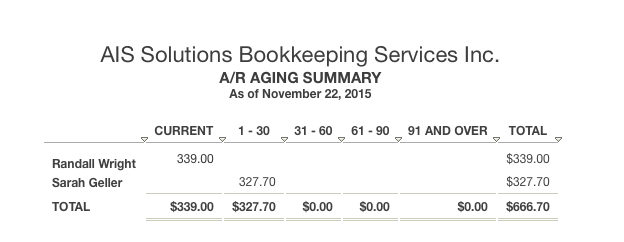 AIS Solutions Bookkeeping Services Inc.
A/R AGING SUMMARY
As of November 22, 2015
CURRENT 1 - 30 31 - 60 61 - 90 91 AND OVER TOTAL
Randall Wright 339.00 $339.00
Sarah Geller 327.70 $327.70
TOTAL $339.00 $327.70 $0.00 $0.00 $0.00 $666.70